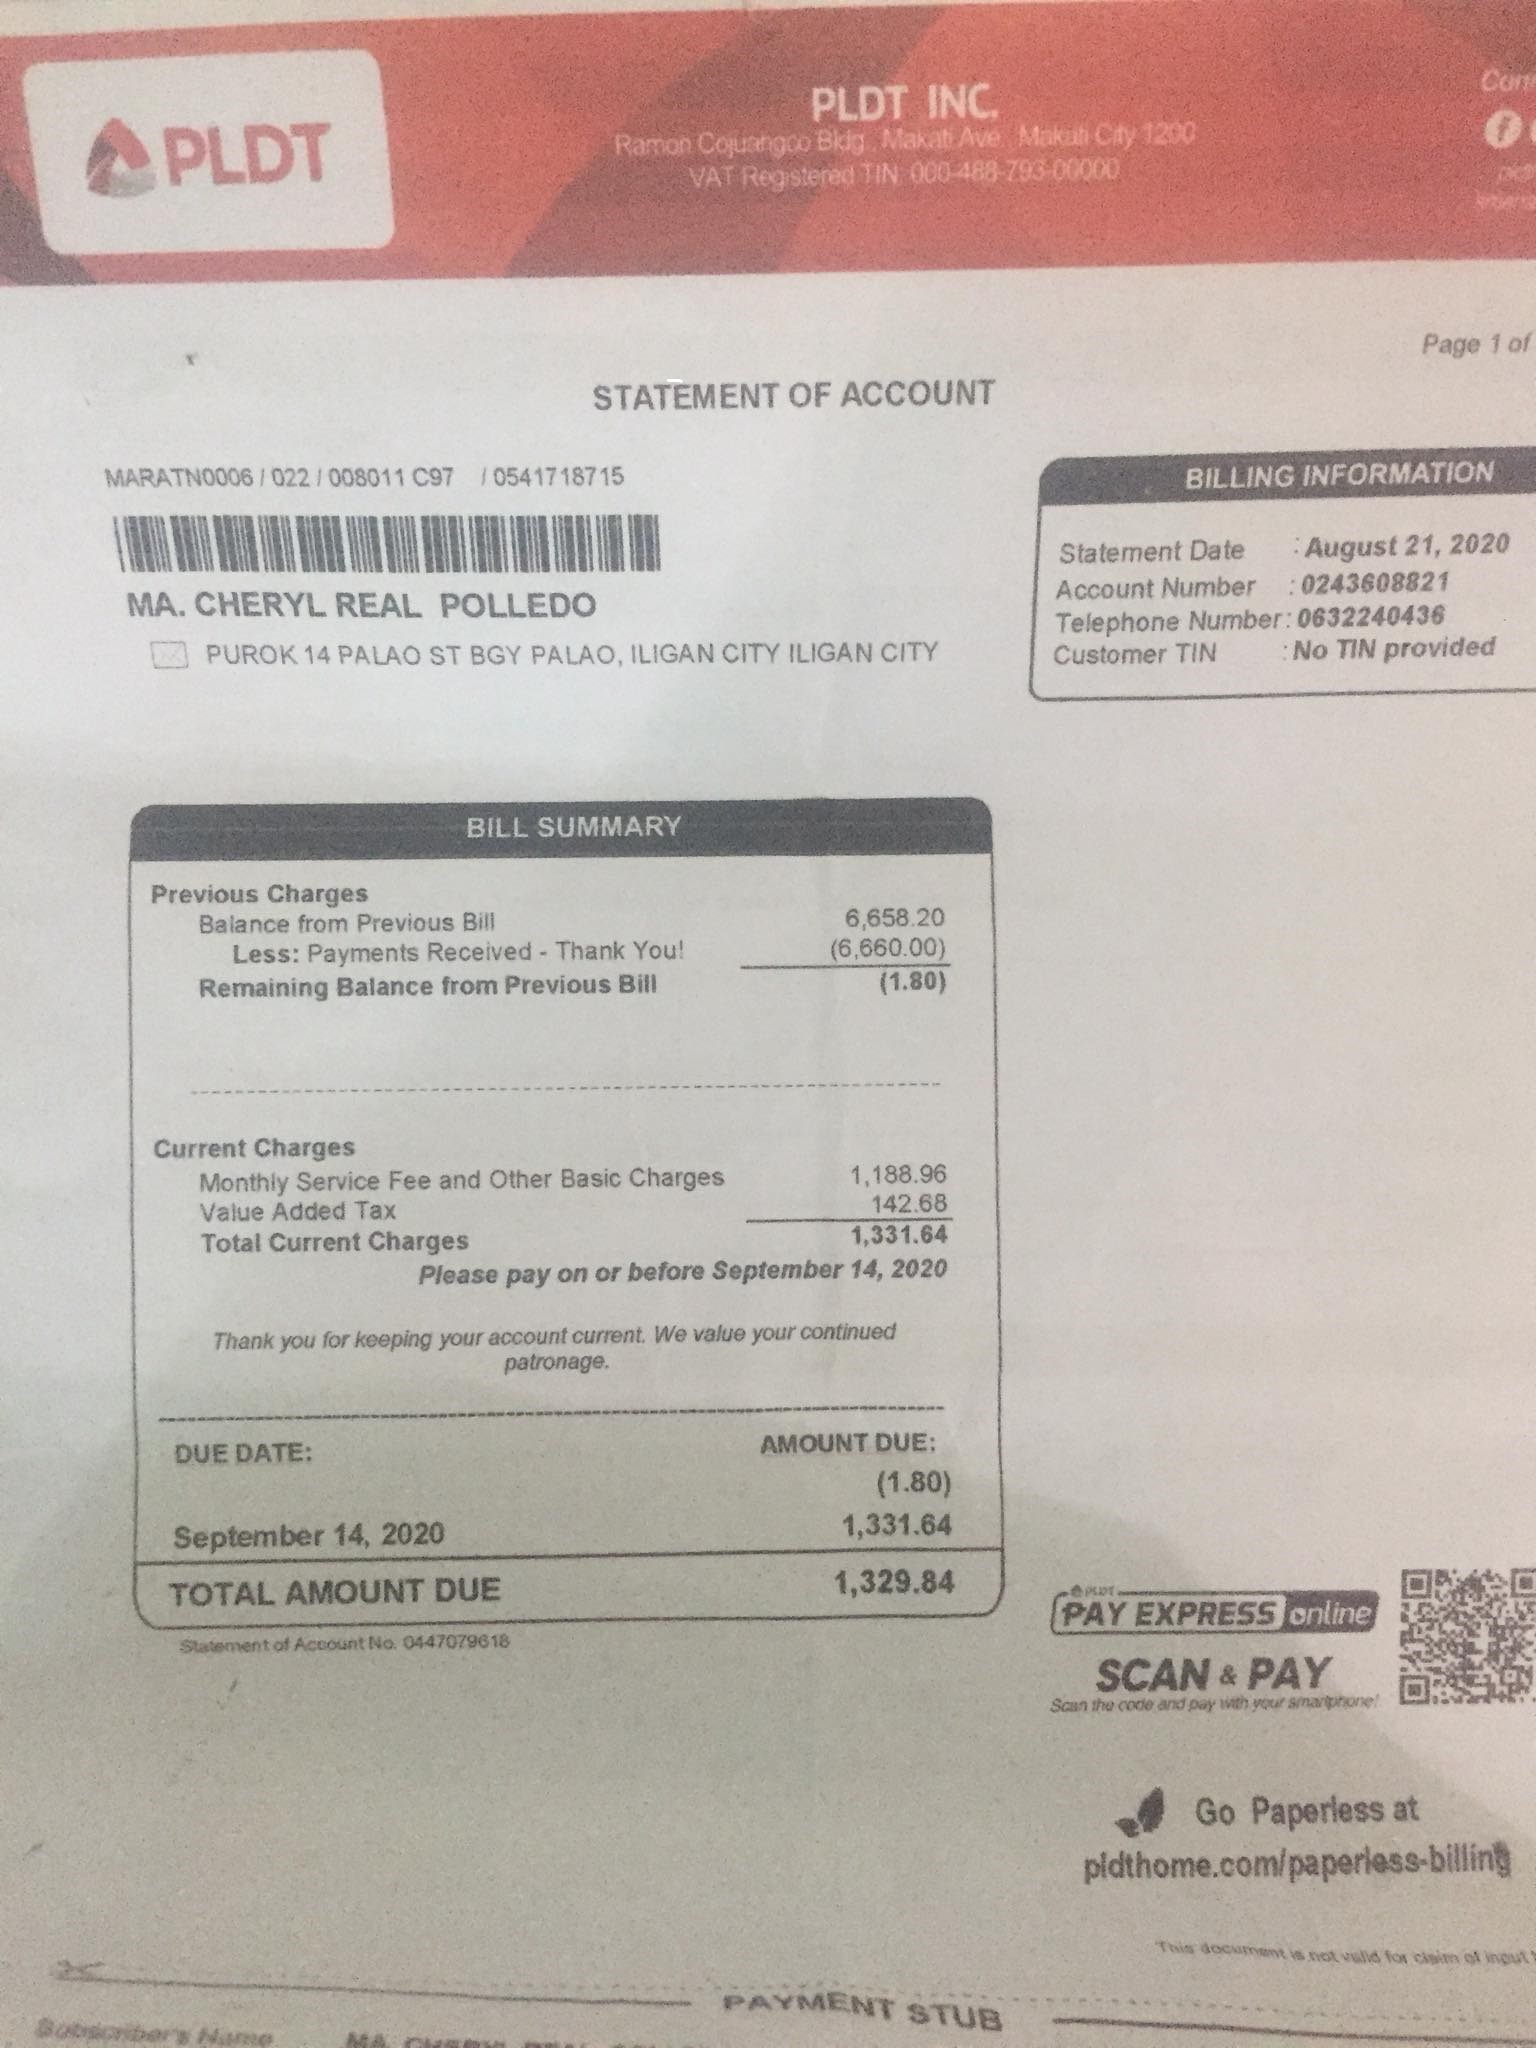 PLDT
PLDT INC.
Ramon Cojuangco Bldg., Makati Ave., Makati City 1200
VAT Registered TIN: 000-488-793-00000
Page 1 of
STATEMENT OF ACCOUNT
MARATN0006 / 022 / 008011 C97 / 0541718715
MA. CHERYL REAL POLLEDO
PUROK 14 PALAO ST BGY PALAO, ILIGAN CITY ILIGAN CITY
BILLING INFORMATION
Statement Date : August 21, 2020
Account Number : 0243608821
Telephone Number : 0632240436
Customer TIN : No TIN provided
BILL SUMMARY
Previous Charges
Balance from Previous Bill 6,658.20
Less: Payments Received - Thank You! (6,660.00)
Remaining Balance from Previous Bill (1.80)
Current Charges
Monthly Service Fee and Other Basic Charges 1,188.96
Value Added Tax 142.68
Total Current Charges 1,331.64
Please pay on or before September 14, 2020
Thank you for keeping your account current. We value your continued
patronage.
DUE DATE: AMOUNT DUE:
(1.80)
September 14, 2020 1,331.64
TOTAL AMOUNT DUE 1,329.84
Statement of Account No. 0447079618
PLDT
PAY EXPRESS online
SCAN & PAY
Scan the code and pay with your smartphone!
Go Paperless at
pldthome.com/paperless-billing
This document is not valid for claim of input
PAYMENT STUB
Subscriber's Name MA. CHERYL REAL